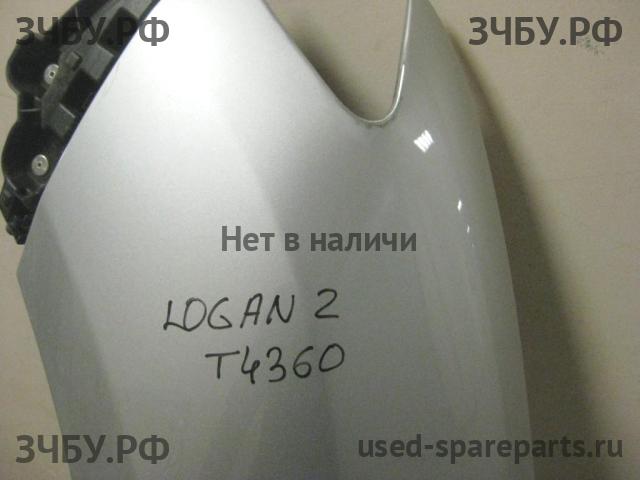 ЗЧБУ.РФ
ЗЧБУ.РФ
Нет в наличи
LOGAN 2
T4360
ЗЧБУ.РФ
used-spareparts.ru